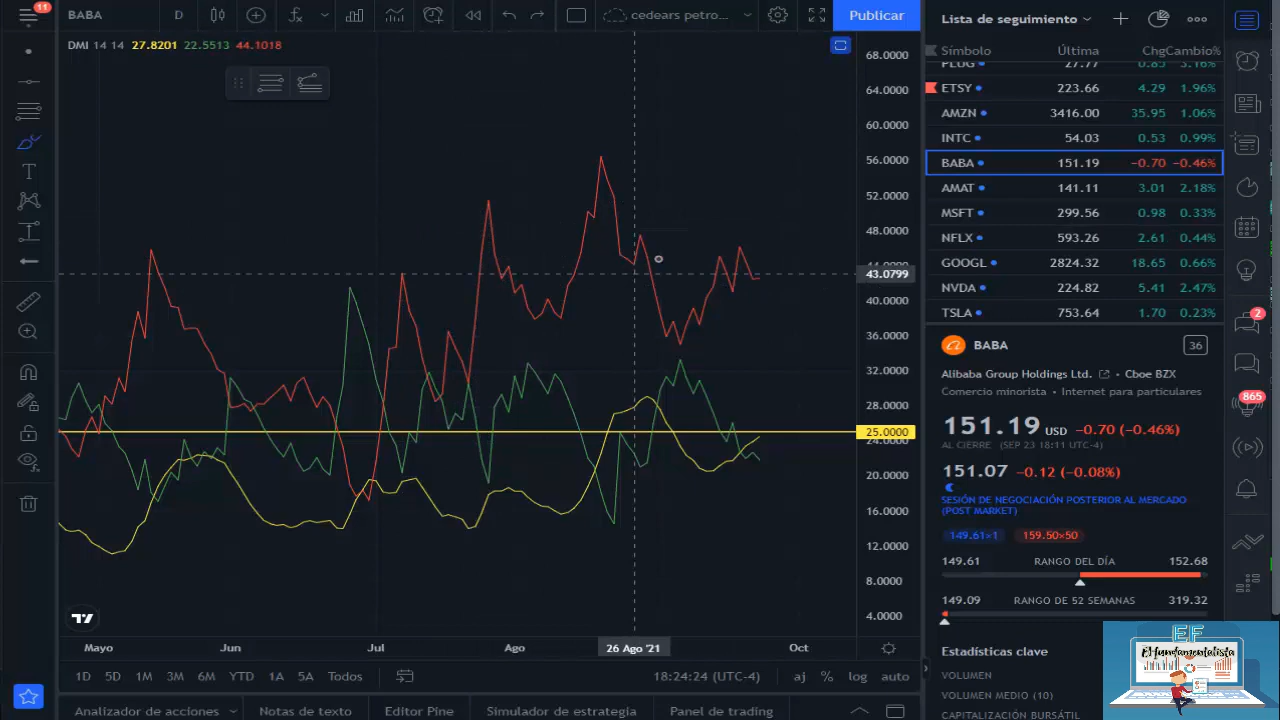 11
BABA
D
cedears petro...
Publicar
DMI 14 14 27.8201 22.5513 44.1018
68.0000
64.0000
60.0000
56.0000
52.0000
48.0000
43.0799
40.0000
36.0000
32.0000
28.0000
25.0000
24.0000
20.0000
16.0000
12.0000
8.0000
4.0000
Mayo
Jun
Jul
Ago
26 Ago '21
Oct
1D 5D 1M 3M 6M YTD 1A 5A Todos
18:24:24 (UTC-4)
aj % log auto
Analizador de acciones
Notas de texto
Editor Pine
Simulador de estrategia
Panel de trading
Lista de seguimiento
Símbolo Última Chg Cambio%
PLUG 27.77 0.85 3.16%
ETSY 223.66 4.29 1.96%
AMZN 3416.00 35.95 1.06%
INTC 54.03 0.53 0.99%
BABA 151.19 −0.70 −0.46%
AMAT 141.11 3.01 2.18%
MSFT 299.56 0.98 0.33%
NFLX 593.26 2.61 0.44%
GOOGL 2824.32 18.65 0.66%
NVDA 224.82 5.41 2.47%
TSLA 753.64 1.70 0.23%
BABA
36
Alibaba Group Holdings Ltd. • Cboe BZX
Comercio minorista • Internet para particulares
151.19 USD −0.70 (−0.46%)
AL CIERRE (SEP 23 18:11 UTC-4)
151.07 −0.12 (−0.08%)
SESIÓN DE NEGOCIACIÓN POSTERIOR AL MERCADO
(POST MARKET)
149.61×1 159.50×50
149.61 RANGO DEL DÍA 152.68
149.09 RANGO DE 52 SEMANAS 319.32
Estadísticas clave
VOLUMEN
VOLUMEN MEDIO (10)
CAPITALIZACIÓN BURSÁTIL
2
865
EF
El fundamentalista